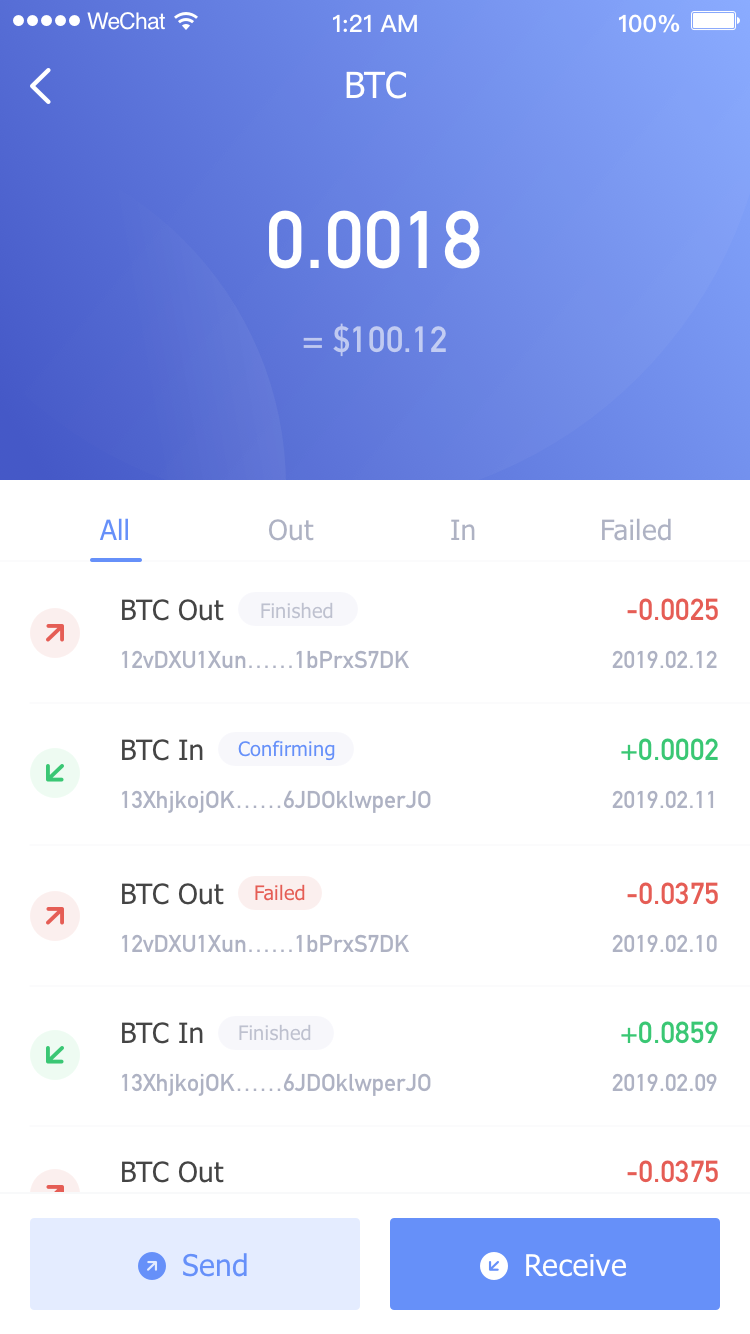 WeChat 1:21 AM 100%
BTC
0.0018
= $100.12
All Out In Failed
BTC Out Finished -0.0025
12vDXU1Xun......1bPrxS7DK 2019.02.12
BTC In Confirming +0.0002
13XhjkojOK......6JDOklwperJO 2019.02.11
BTC Out Failed -0.0375
12vDXU1Xun......1bPrxS7DK 2019.02.10
BTC In Finished +0.0859
13XhjkojOK......6JDOklwperJO 2019.02.09
BTC Out -0.0375
Send Receive